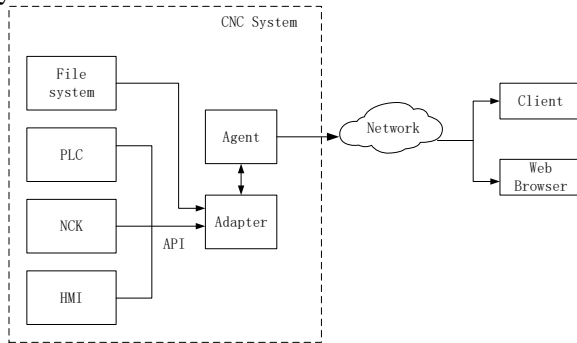 y
CNC System
File
system
PLC
NCK
HMI
API
Agent
Adapter
Network
Client
Web
Browser